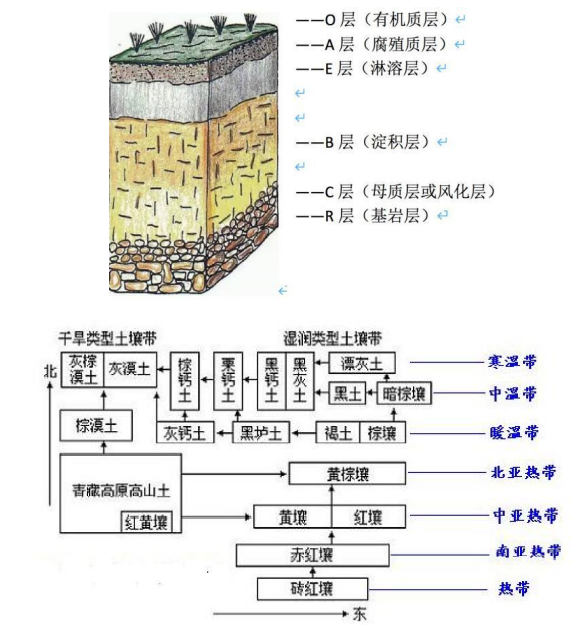 ——O 层（有机质层）
——A 层（腐殖质层）
——E 层（淋溶层）
——B 层（淀积层）
——C 层（母质层或风化层）
——R 层（基岩层）
干旱类型土壤带 湿润类型土壤带
北
灰棕漠土 灰漠土 棕钙土 栗钙土 黑钙土 黑灰土 漂灰土 寒温带
黑土 暗棕壤 中温带
棕漠土 灰钙土 黑垆土 褐土 棕壤 暖温带
青藏高原高山土 黄棕壤 北亚热带
红黄壤 黄壤 红壤 中亚热带
赤红壤 南亚热带
砖红壤 热带
东